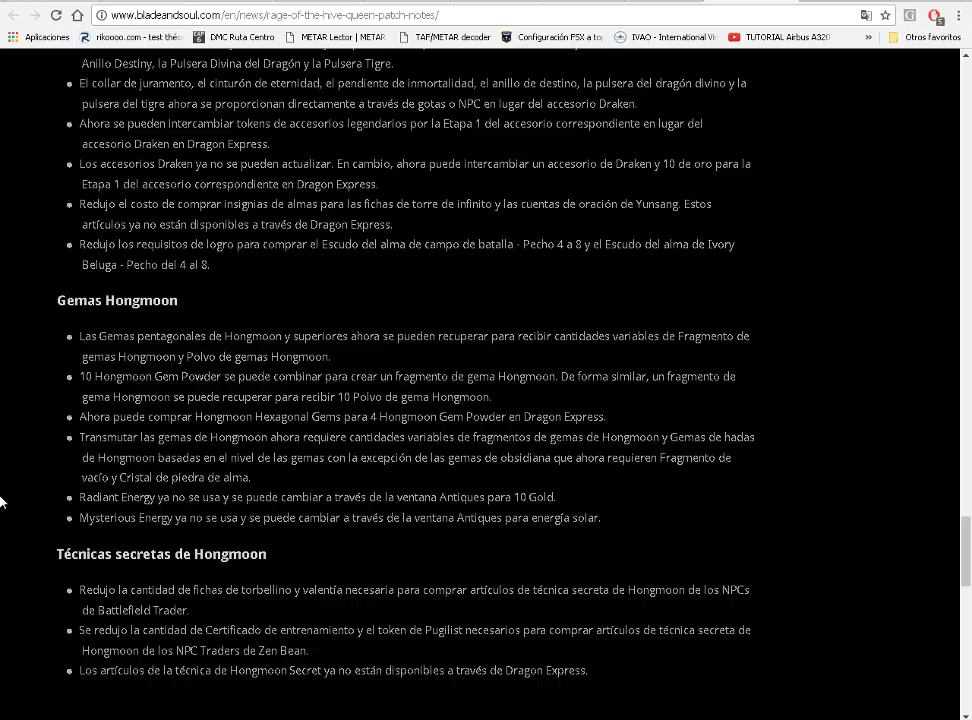 www.bladeandsoul.com/en/news/rage-of-the-hive-queen-patch-notes/
Aplicaciones rikoooo.com - test théo DMC Ruta Centro METAR Lector | METAR TAF/METAR decoder Configuración FSX a top IVAO - International Vi TUTORIAL Airbus A320 » Otros favoritos
Anillo Destiny, la Pulsera Divina del Dragón y la Pulsera Tigre.
El collar de juramento, el cinturón de eternidad, el pendiente de inmortalidad, el anillo de destino, la pulsera del dragón divino y la
pulsera del tigre ahora se proporcionan directamente a través de gotas o NPC en lugar del accesorio Draken.
Ahora se pueden intercambiar tokens de accesorios legendarios por la Etapa 1 del accesorio correspondiente en lugar del
accesorio Draken en Dragon Express.
Los accesorios Draken ya no se pueden actualizar. En cambio, ahora puede intercambiar un accesorio de Draken y 10 de oro para la
Etapa 1 del accesorio correspondiente en Dragon Express.
Redujo el costo de comprar insignias de almas para las fichas de torre de infinito y las cuentas de oración de Yunsang. Estos
artículos ya no están disponibles a través de Dragon Express.
Redujo los requisitos de logro para comprar el Escudo del alma de campo de batalla - Pecho 4 a 8 y el Escudo del alma de Ivory
Beluga - Pecho del 4 al 8.
Gemas Hongmoon
Las Gemas pentagonales de Hongmoon y superiores ahora se pueden recuperar para recibir cantidades variables de Fragmento de
gemas Hongmoon y Polvo de gemas Hongmoon.
10 Hongmoon Gem Powder se puede combinar para crear un fragmento de gema Hongmoon. De forma similar, un fragmento de
gema Hongmoon se puede recuperar para recibir 10 Polvo de gema Hongmoon.
Ahora puede comprar Hongmoon Hexagonal Gems para 4 Hongmoon Gem Powder en Dragon Express.
Transmutar las gemas de Hongmoon ahora requiere cantidades variables de fragmentos de gemas de Hongmoon y Gemas de hadas
de Hongmoon basadas en el nivel de las gemas con la excepción de las gemas de obsidiana que ahora requieren Fragmento de
vacío y Cristal de piedra de alma.
Radiant Energy ya no se usa y se puede cambiar a través de la ventana Antiques para 10 Gold.
Mysterious Energy ya no se usa y se puede cambiar a través de la ventana Antiques para energía solar.
Técnicas secretas de Hongmoon
Redujo la cantidad de fichas de torbellino y valentía necesaria para comprar artículos de técnica secreta de Hongmoon de los NPCs
de Battlefield Trader.
Se redujo la cantidad de Certificado de entrenamiento y el token de Pugilist necesarios para comprar artículos de técnica secreta de
Hongmoon de los NPC Traders de Zen Bean.
Los artículos de la técnica de Hongmoon Secret ya no están disponibles a través de Dragon Express.